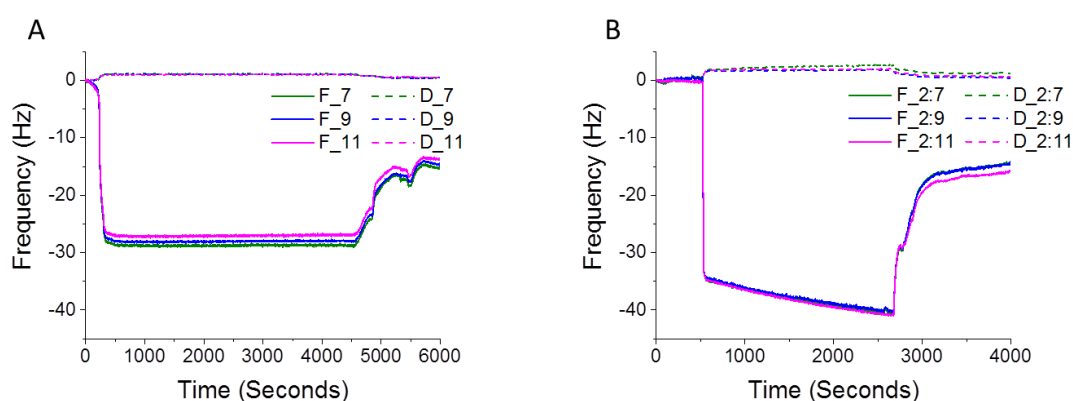 A
Frequency (Hz)
0
-10
-20
-30
-40
F_7 D_7
F_9 D_9
F_11 D_11
0 1000 2000 3000 4000 5000 6000
Time (Seconds)
B
Frequency (Hz)
0
-10
-20
-30
-40
F_2:7 D_2:7
F_2:9 D_2:9
F_2:11 D_2:11
0 1000 2000 3000 4000
Time (Seconds)